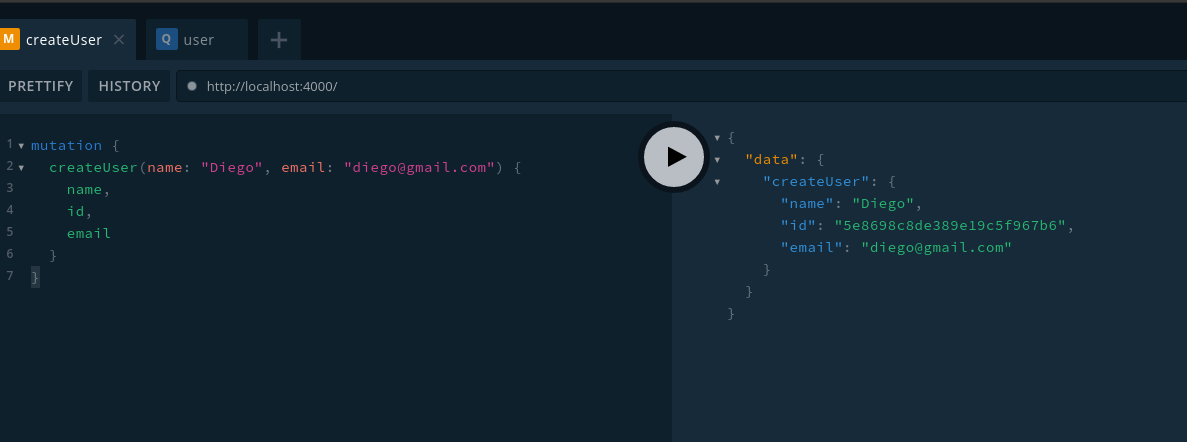 M createUser × Q user +
PRETTIFY HISTORY http://localhost:4000/
1 mutation {
2 createUser(name: "Diego", email: "diego@gmail.com") {
3 name,
4 id,
5 email
6 }
7 }
{
"data": {
"createUser": {
"name": "Diego",
"id": "5e8698c8de389e19c5f967b6",
"email": "diego@gmail.com"
}
}
}